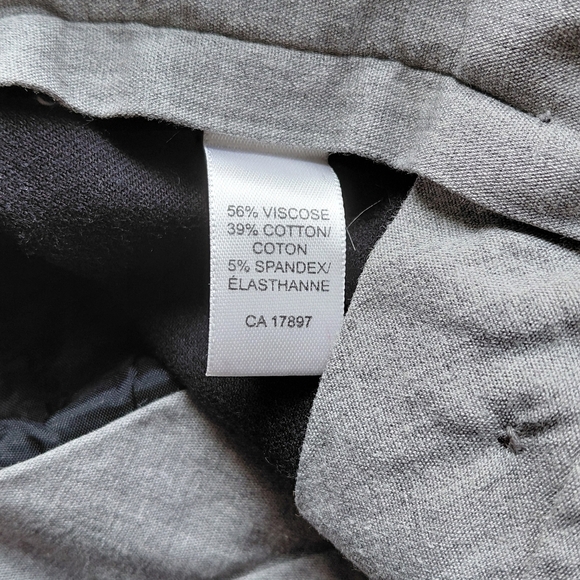 56% VISCOSE
39% COTTON/
COTON
5% SPANDEX/
ÉLASTHANNE
CA 17897